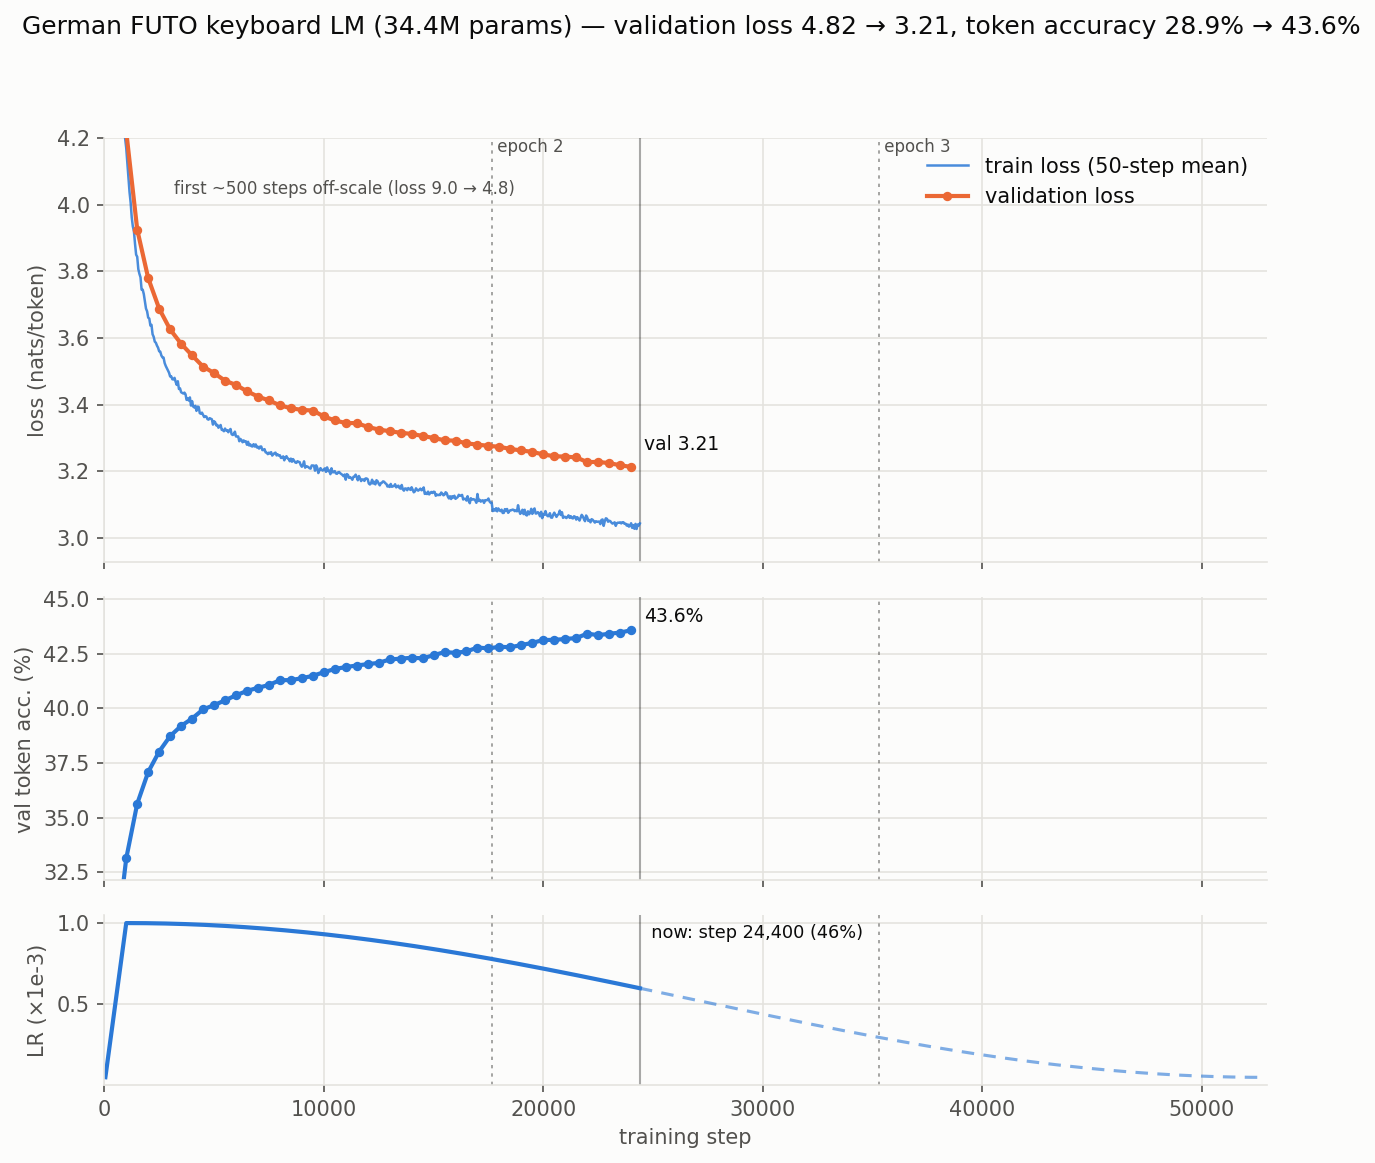 German FUTO keyboard LM (34.4M params) — validation loss 4.82 → 3.21, token accuracy 28.9% → 43.6%
4.2
4.0
3.8
3.6
3.4
3.2
3.0
loss (nats/token)
epoch 2
epoch 3
first ~500 steps off-scale (loss 9.0 → 4.8)
train loss (50-step mean)
validation loss
val 3.21
45.0
42.5
40.0
37.5
35.0
32.5
val token acc. (%)
43.6%
1.0
0.5
LR (×1e-3)
now: step 24,400 (46%)
0
10000
20000
30000
40000
50000
training step